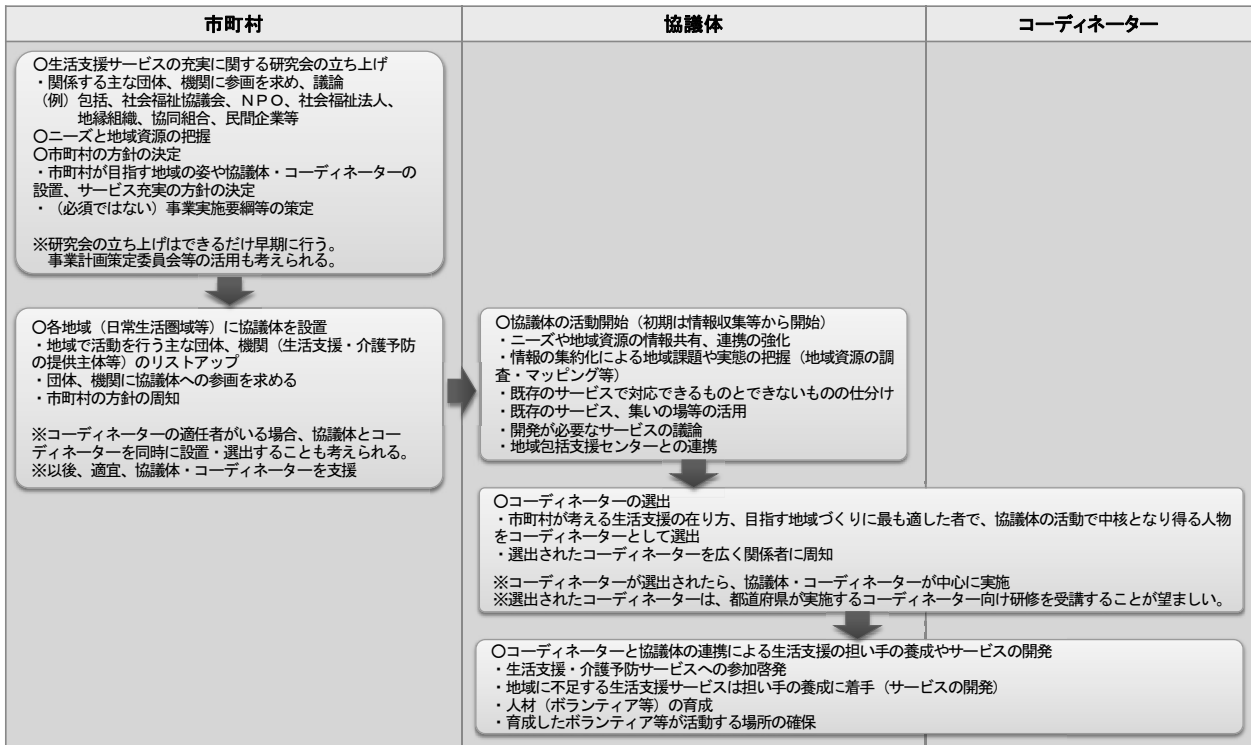 市町村
協議体
コーディネーター
〇生活支援サービスの充実に関する研究会の立ち上げ
・関係する主な団体、機関に参画を求め、議論
（例）包括、社会福祉協議会、ＮＰＯ、社会福祉法人、
地縁組織、協同組合、民間企業等
〇ニーズと地域資源の把握
〇市町村の方針の決定
・市町村が目指す地域の姿や協議体・コーディネーターの
設置、サービス充実の方針の決定
・（必須ではない）事業実施要綱等の策定
※研究会の立ち上げはできるだけ早期に行う。
事業計画策定委員会等の活用も考えられる。
〇各地域（日常生活圏域等）に協議体を設置
・地域で活動を行う主な団体、機関（生活支援・介護予防
の提供主体等）のリストアップ
・団体、機関に協議体への参画を求める
・市町村の方針の周知
※コーディネーターの適任者がいる場合、協議体とコー
ディネーターを同時に設置・選出することも考えられる。
※以後、適宜、協議体・コーディネーターを支援
〇協議体の活動開始（初期は情報収集等から開始）
・ニーズや地域資源の情報共有、連携の強化
・情報の集約化による地域課題や実態の把握（地域資源の調
査・マッピング等）
・既存のサービスで対応できるものとできないものの仕分け
・既存のサービス、集いの場等の活用
・開発が必要なサービスの議論
・地域包括支援センターとの連携
〇コーディネーターの選出
・市町村が考える生活支援の在り方、目指す地域づくりに最も適した者で、協議体の活動で中核となり得る人物
をコーディネーターとして選出
・選出されたコーディネーターを広く関係者に周知
※コーディネーターが選出されたら、協議体・コーディネーターが中心に実施
※選出されたコーディネーターは、都道府県が実施するコーディネーター向け研修を受講することが望ましい。
〇コーディネーターと協議体の連携による生活支援の担い手の養成やサービスの開発
・生活支援・介護予防サービスへの参加啓発
・地域に不足する生活支援サービスは担い手の養成に着手（サービスの開発）
・人材（ボランティア等）の育成
・育成したボランティア等が活動する場所の確保